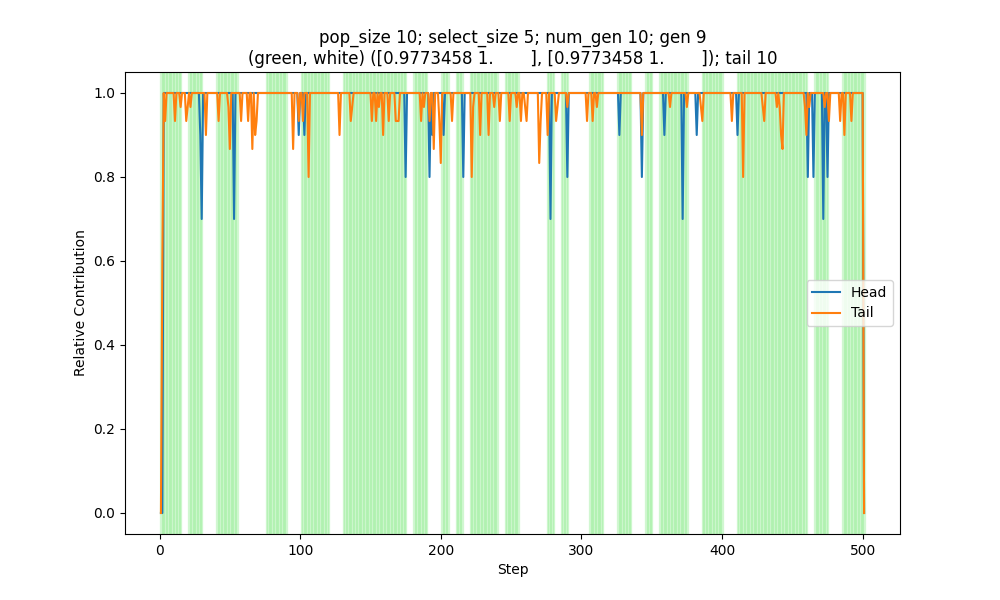 pop_size 10; select_size 5; num_gen 10; gen 9
(green, white) ([0.9773458 1.        ], [0.9773458 1.        ]); tail 10
1.0
0.8
0.6
0.4
0.2
0.0
Relative Contribution
Head
Tail
0 100 200 300 400 500
Step